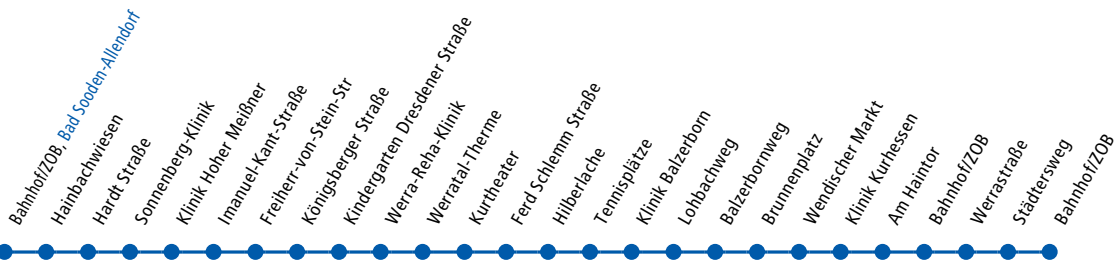 Bahnhof/ZOB, Bad Sooden-Allendorf
Hainbachwiesen
Hardt Straße
Sonnenberg-Klinik
Klinik Hoher Meißner
Imanuel-Kant-Straße
Freiherr-von-Stein-Str
Königsberger Straße
Kindergarten Dresdener Straße
Werra-Reha-Klinik
Werratal-Therme
Kurtheater
Ferd Schlemm Straße
Hilberlache
Tennisplätze
Klinik Balzerborn
Lohbachweg
Balzerbornweg
Brunnenplatz
Wendischer Markt
Klinik Kurhessen
Am Haintor
Bahnhof/ZOB
Werrastraße
Städtersweg
Bahnhof/ZOB